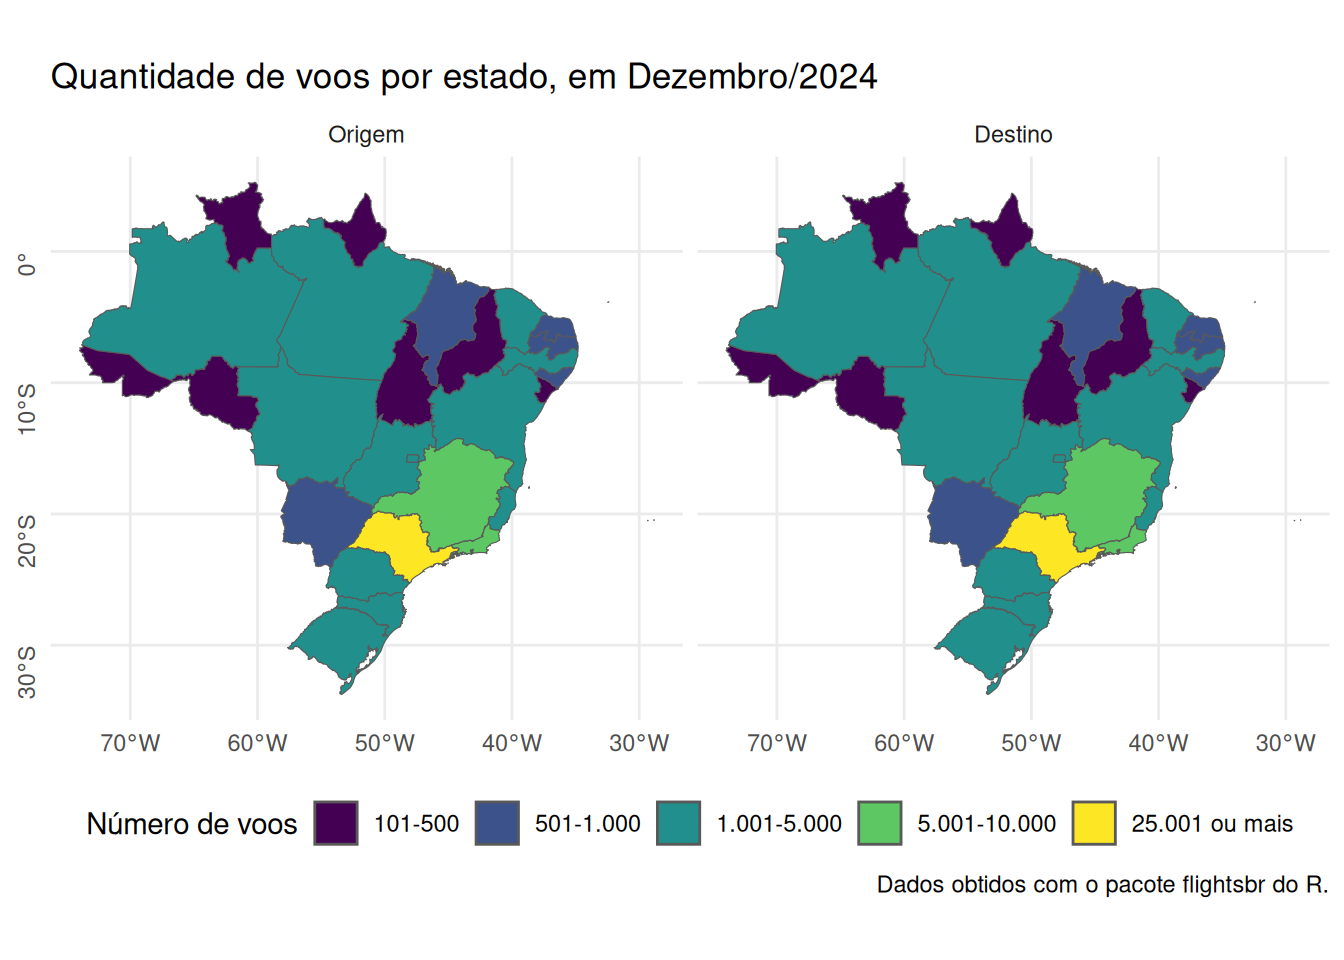 Quantidade de voos por estado, em Dezembro/2024
Origem
Destino
0°
10°S
20°S
30°S
70°W
60°W
50°W
40°W
30°W
70°W
60°W
50°W
40°W
30°W
Número de voos
101-500
501-1.000
1.001-5.000
5.001-10.000
25.001 ou mais
Dados obtidos com o pacote flightsbr do R.